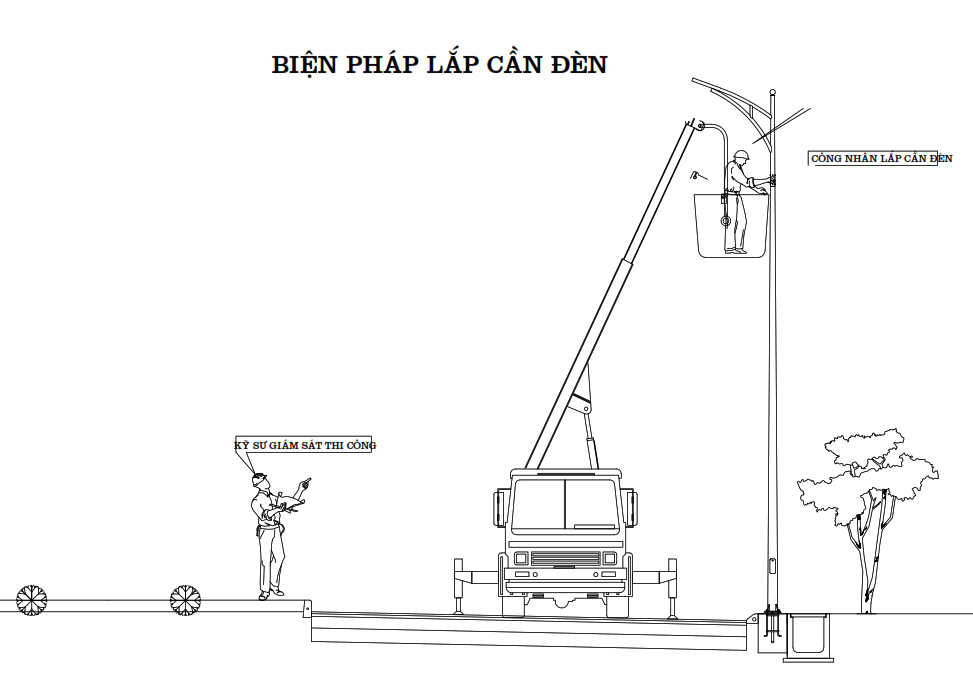 BIỆN PHÁP LẮP CẦN ĐÈN
CÔNG NHÂN LẮP CẦN ĐÈN
KỸ SƯ GIÁM SÁT THI CÔNG